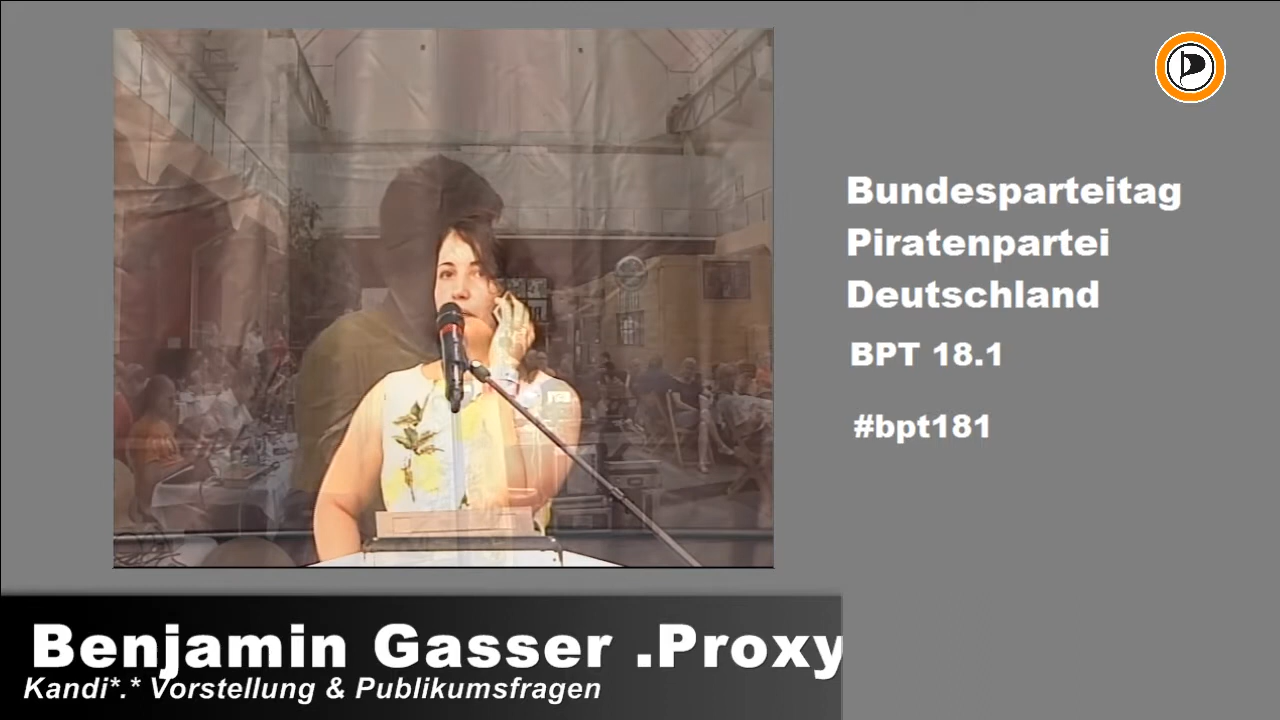 Bundesparteitag
Piratenpartei
Deutschland
BPT 18.1
#bpt181
Benjamin Gasser .Proxy
Kandi*.* Vorstellung & Publikumsfragen